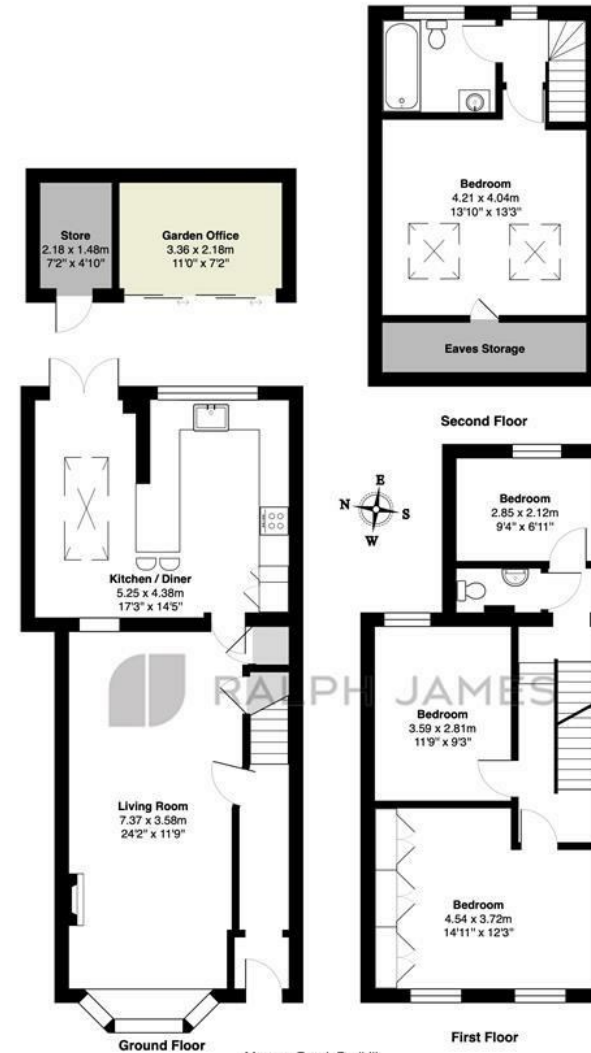 Store
2.18 x 1.48m
7'2" x 4'10"
Garden Office
3.36 x 2.18m
11'0" x 7'2"
Bedroom
4.21 x 4.04m
13'10" x 13'3"
Eaves Storage
Second Floor
E
N
S
W
Kitchen / Diner
5.25 x 4.38m
17'3" x 14'5"
Bedroom
2.85 x 2.12m
9'4" x 6'11"
RALPH JAMES
Bedroom
3.59 x 2.81m
11'9" x 9'3"
Living Room
7.37 x 3.58m
24'2" x 11'9"
Bedroom
4.54 x 3.72m
14'11" x 12'3"
Ground Floor
First Floor